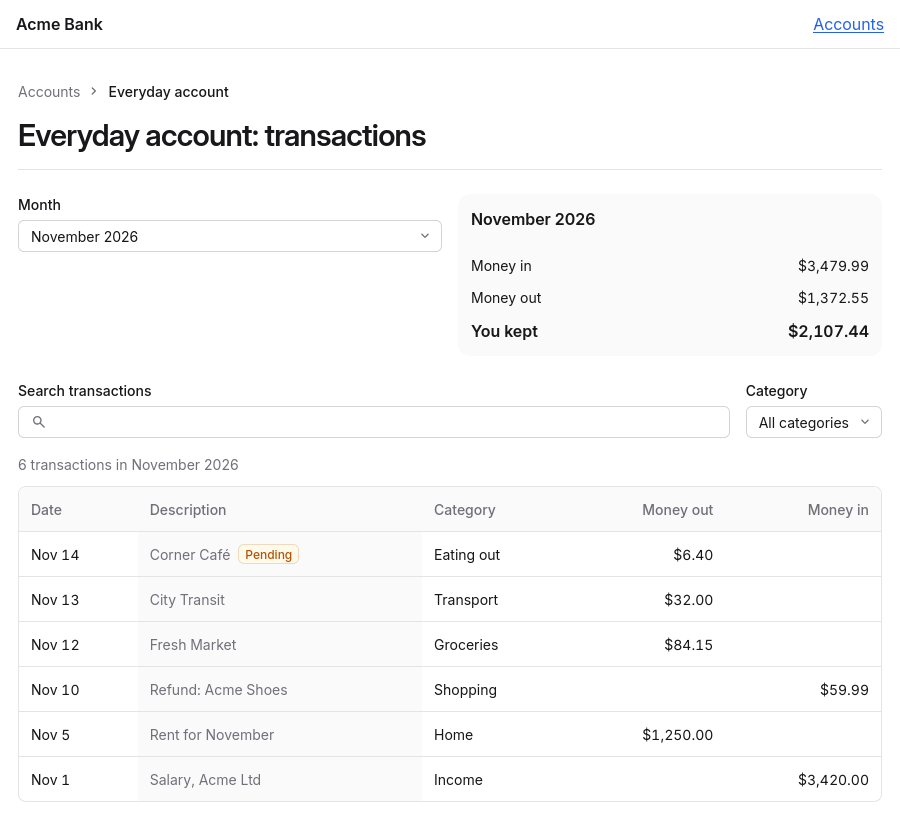 Acme Bank Accounts
Accounts Everyday account
Everyday account: transactions
Month
November 2026
November 2026
Money in $3,479.99
Money out $1,372.55
You kept $2,107.44
Search transactions Category
All categories
6 transactions in November 2026
Date Description Category Money out Money in
Nov 14 Corner Café Pending Eating out $6.40
Nov 13 City Transit Transport $32.00
Nov 12 Fresh Market Groceries $84.15
Nov 10 Refund: Acme Shoes Shopping $59.99
Nov 5 Rent for November Home $1,250.00
Nov 1 Salary, Acme Ltd Income $3,420.00